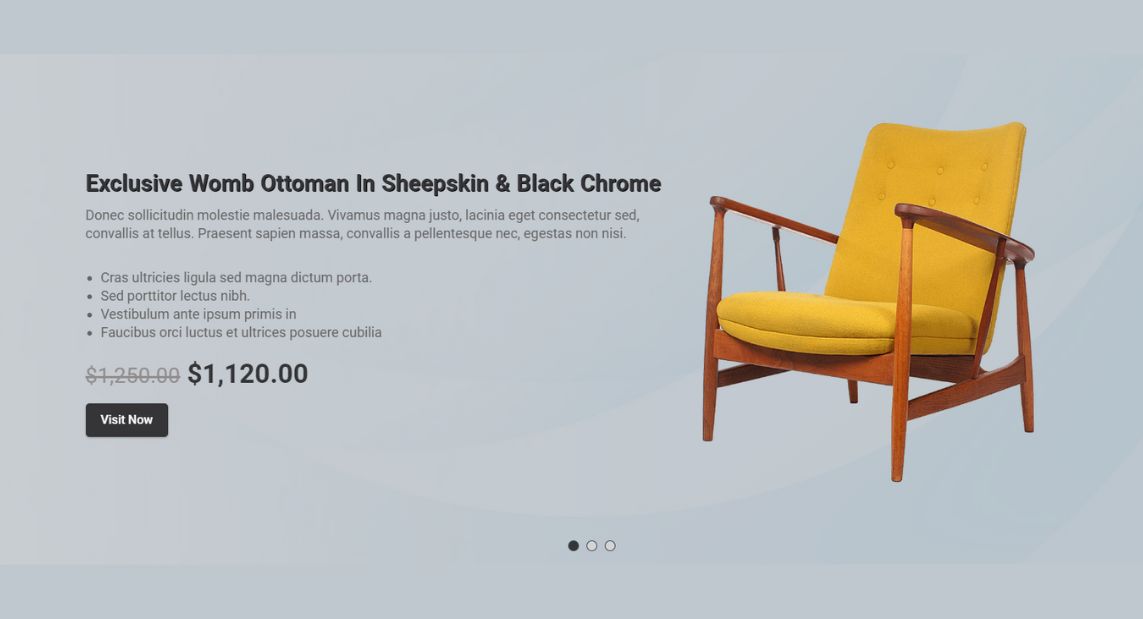 Exclusive Womb Ottoman In Sheepskin & Black Chrome
Donec sollicitudin molestie malesuada. Vivamus magna justo, lacinia eget consectetur sed,
convallis at tellus. Praesent sapien massa, convallis a pellentesque nec, egestas non nisi.
• Cras ultricies ligula sed magna dictum porta.
• Sed porttitor lectus nibh.
• Vestibulum ante ipsum primis in
• Faucibus orci luctus et ultrices posuere cubilia
$1,250.00 $1,120.00
Visit Now